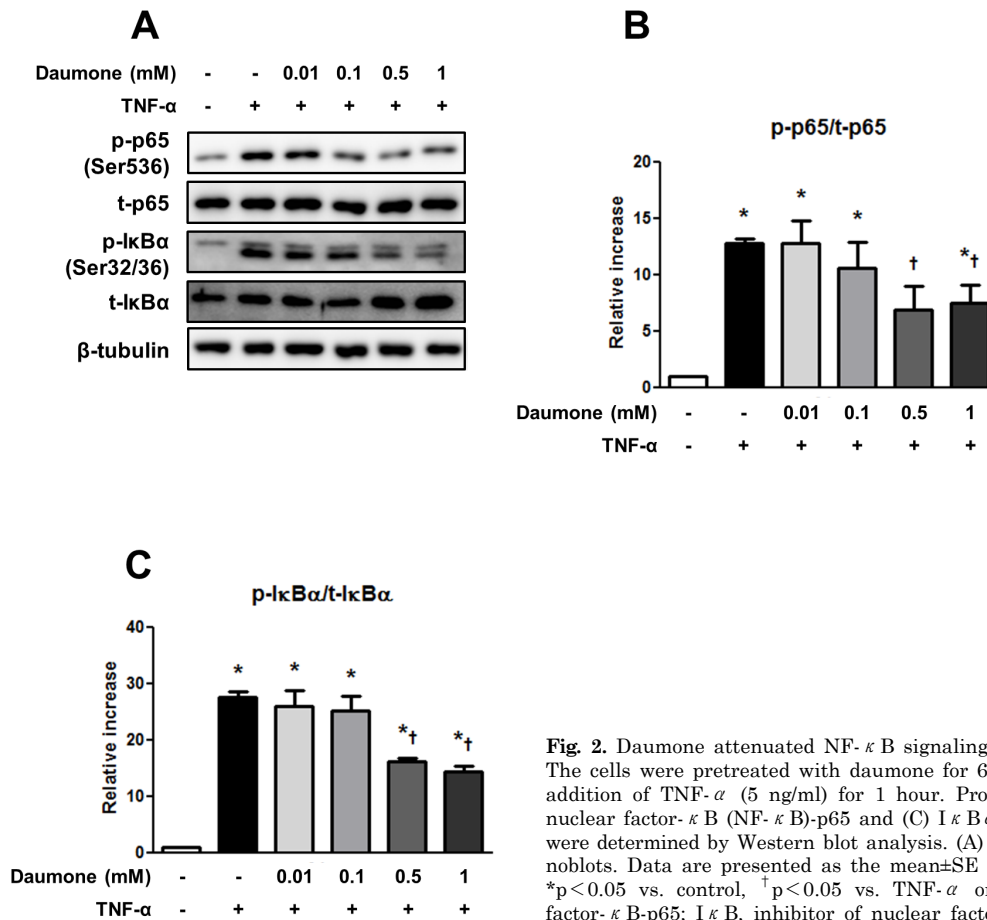 A
Daumone (mM) - - 0.01 0.1 0.5 1
TNF-α - + + + + +
p-p65
(Ser536)
t-p65
p-IκBα
(Ser32/36)
t-IκBα
β-tubulin
B
p-p65/t-p65
Relative increase
20
15
10
5
0
* * * † *†
Daumone (mM) - - 0.01 0.1 0.5 1
TNF-α - + + + + +
C
p-IκBα/t-IκBα
Relative increase
40
30
20
10
0
* * * *† *†
Daumone (mM) - - 0.01 0.1 0.5 1
TNF-α - + + + + +
Fig. 2. Daumone attenuated NF-κB signaling
The cells were pretreated with daumone for 6
addition of TNF-α (5 ng/ml) for 1 hour. Pro
nuclear factor-κB (NF-κB)-p65 and (C) IκBα
were determined by Western blot analysis. (A)
noblots. Data are presented as the mean±SE
*p<0.05 vs. control, †p<0.05 vs. TNF-α on
factor-κB-p65; IκB, inhibitor of nuclear facto